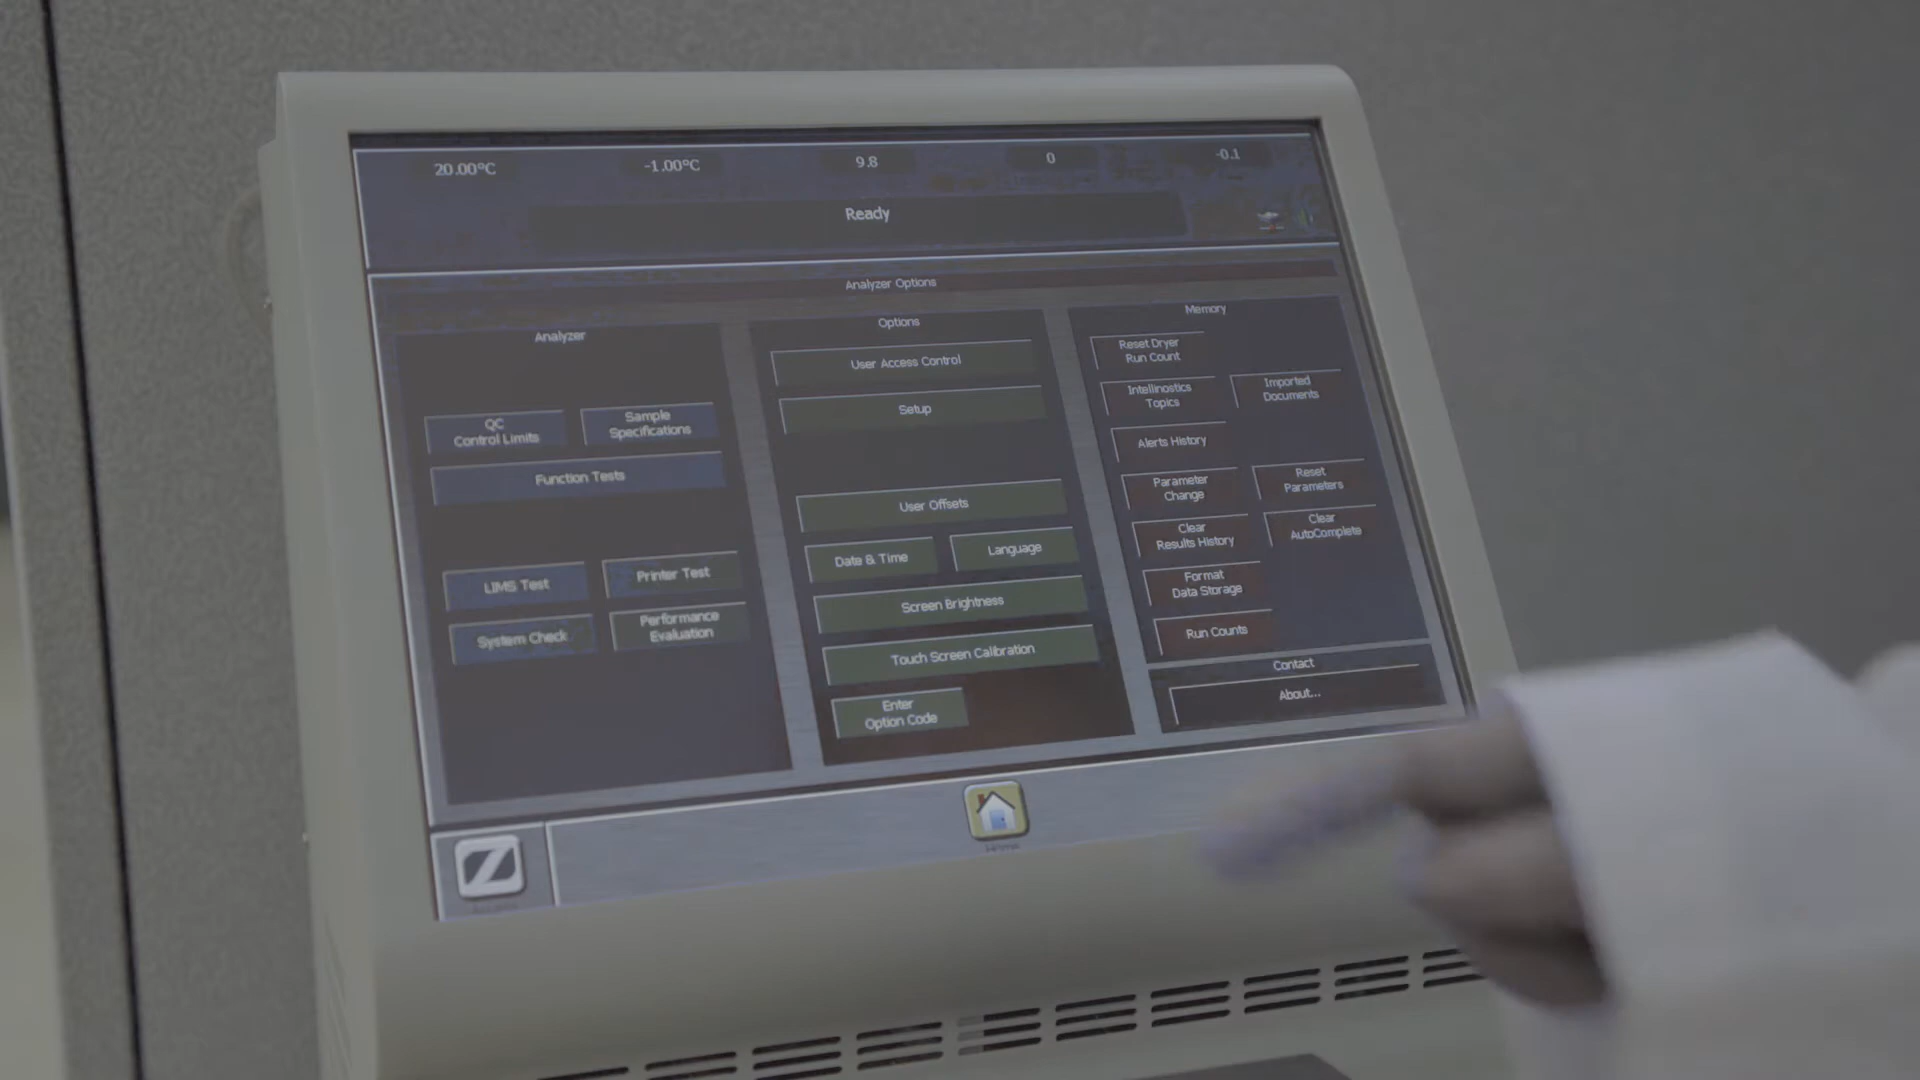 20.00°C -1.00°C 9.8 0 -0.1
Ready
Analyzer Options
Analyzer
QC
Control Limits
Sample
Specifications
Function Tests
LIMS Test
Printer Test
System Check
Performance
Evaluation
Options
User Access Control
Setup
User Offsets
Date & Time
Language
Screen Brightness
Touch Screen Calibration
Enter
Option Code
Memory
Reset Dryer
Run Count
Intellinostics
Topics
Imported
Documents
Alerts History
Parameter
Change
Reset
Parameters
Clear
Results History
Clear
AutoComplete
Format
Data Storage
Run Counts
Contact
About...
Home